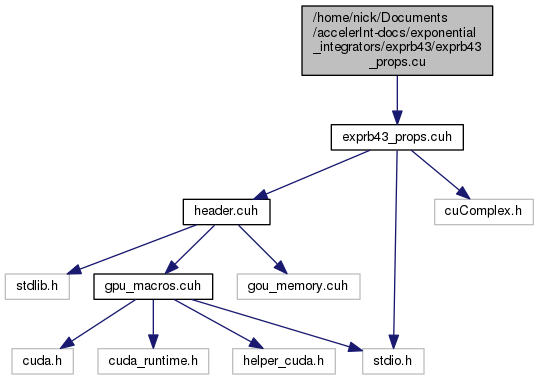 /home/nick/Documents
/accelerInt-docs/exponential
_integrators/exprb43/exprb43
_props.cu
exprb43_props.cuh
header.cuh
cuComplex.h
stdlib.h
gpu_macros.cuh
gou_memory.cuh
cuda.h
cuda_runtime.h
helper_cuda.h
stdio.h